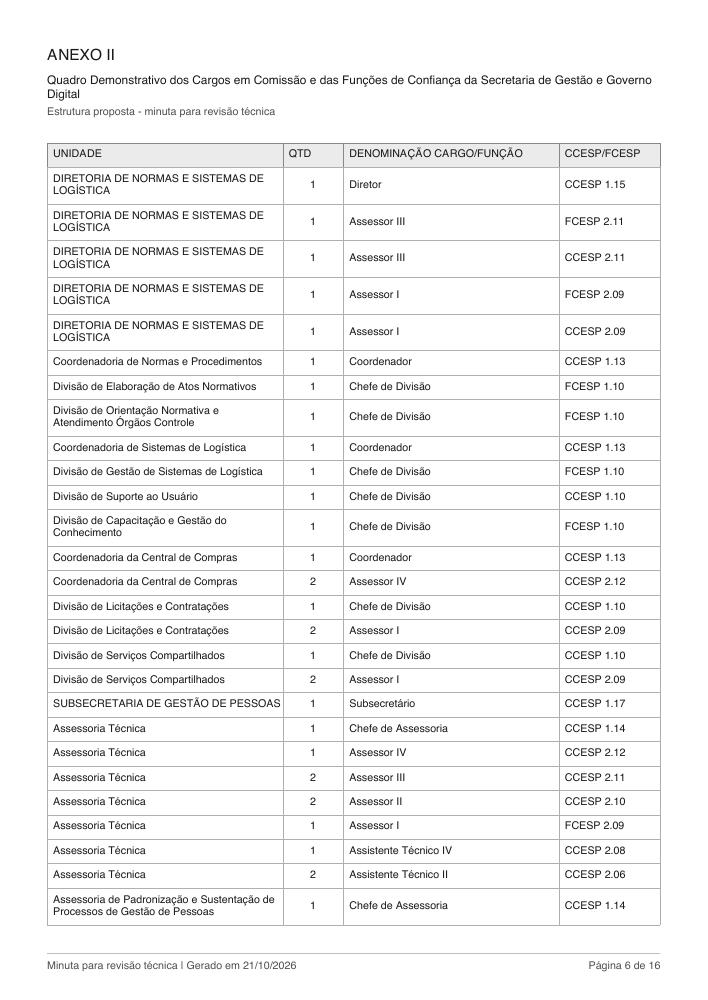 ANEXO II
Quadro Demonstrativo dos Cargos em Comissão e das Funções de Confiança da Secretaria de Gestão e Governo
Digital
Estrutura proposta - minuta para revisão técnica
UNIDADE QTD DENOMINAÇÃO CARGO/FUNÇÃO CCESP/FCESP
DIRETORIA DE NORMAS E SISTEMAS DE
LOGÍSTICA 1 Diretor CCESP 1.15
DIRETORIA DE NORMAS E SISTEMAS DE
LOGÍSTICA 1 Assessor III FCESP 2.11
DIRETORIA DE NORMAS E SISTEMAS DE
LOGÍSTICA 1 Assessor III CCESP 2.11
DIRETORIA DE NORMAS E SISTEMAS DE
LOGÍSTICA 1 Assessor I FCESP 2.09
DIRETORIA DE NORMAS E SISTEMAS DE
LOGÍSTICA 1 Assessor I CCESP 2.09
Coordenadoria de Normas e Procedimentos 1 Coordenador CCESP 1.13
Divisão de Elaboração de Atos Normativos 1 Chefe de Divisão FCESP 1.10
Divisão de Orientação Normativa e
Atendimento Órgãos Controle 1 Chefe de Divisão FCESP 1.10
Coordenadoria de Sistemas de Logística 1 Coordenador CCESP 1.13
Divisão de Gestão de Sistemas de Logística 1 Chefe de Divisão FCESP 1.10
Divisão de Suporte ao Usuário 1 Chefe de Divisão CCESP 1.10
Divisão de Capacitação e Gestão do
Conhecimento 1 Chefe de Divisão FCESP 1.10
Coordenadoria da Central de Compras 1 Coordenador CCESP 1.13
Coordenadoria da Central de Compras 2 Assessor IV CCESP 2.12
Divisão de Licitações e Contratações 1 Chefe de Divisão CCESP 1.10
Divisão de Licitações e Contratações 2 Assessor I CCESP 2.09
Divisão de Serviços Compartilhados 1 Chefe de Divisão CCESP 1.10
Divisão de Serviços Compartilhados 2 Assessor I CCESP 2.09
SUBSECRETARIA DE GESTÃO DE PESSOAS 1 Subsecretário CCESP 1.17
Assessoria Técnica 1 Chefe de Assessoria CCESP 1.14
Assessoria Técnica 1 Assessor IV CCESP 2.12
Assessoria Técnica 2 Assessor III CCESP 2.11
Assessoria Técnica 2 Assessor II CCESP 2.10
Assessoria Técnica 1 Assessor I FCESP 2.09
Assessoria Técnica 1 Assistente Técnico IV CCESP 2.08
Assessoria Técnica 2 Assistente Técnico II CCESP 2.06
Assessoria de Padronização e Sustentação de
Processos de Gestão de Pessoas 1 Chefe de Assessoria CCESP 1.14
Minuta para revisão técnica | Gerado em 21/10/2026 Página 6 de 16